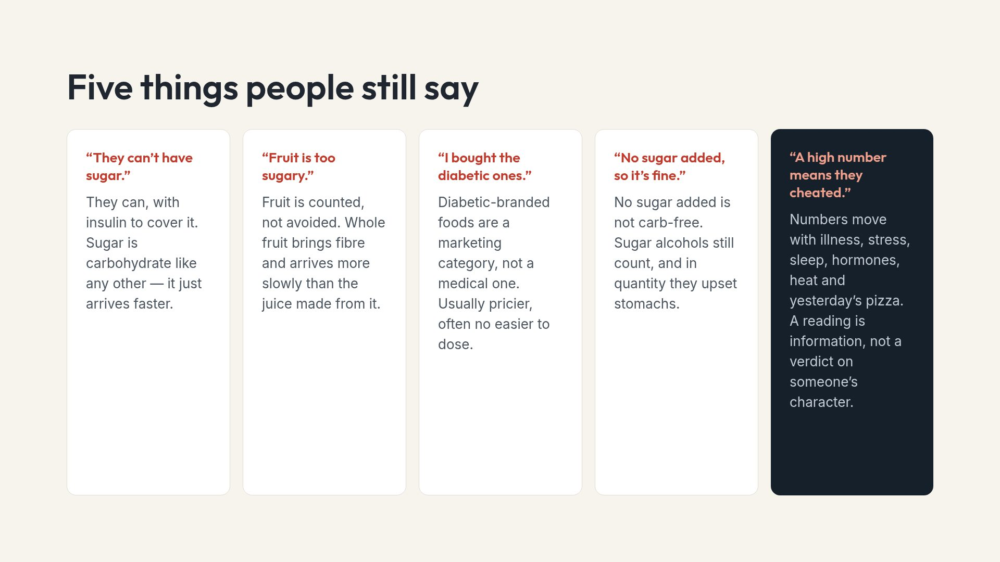 Five things people still say
“They can’t have
sugar.”
They can, with
insulin to cover it.
Sugar is
carbohydrate like
any other — it just
arrives faster.
“Fruit is too
sugary.”
Fruit is counted,
not avoided. Whole
fruit brings fibre
and arrives more
slowly than the
juice made from it.
“I bought the
diabetic ones.”
Diabetic-branded
foods are a
marketing
category, not a
medical one.
Usually pricier,
often no easier to
dose.
“No sugar added,
so it’s fine.”
No sugar added is
not carb-free.
Sugar alcohols still
count, and in
quantity they upset
stomachs.
“A high number
means they
cheated.”
Numbers move
with illness, stress,
sleep, hormones,
heat and
yesterday’s pizza.
A reading is
information, not a
verdict on
someone’s
character.